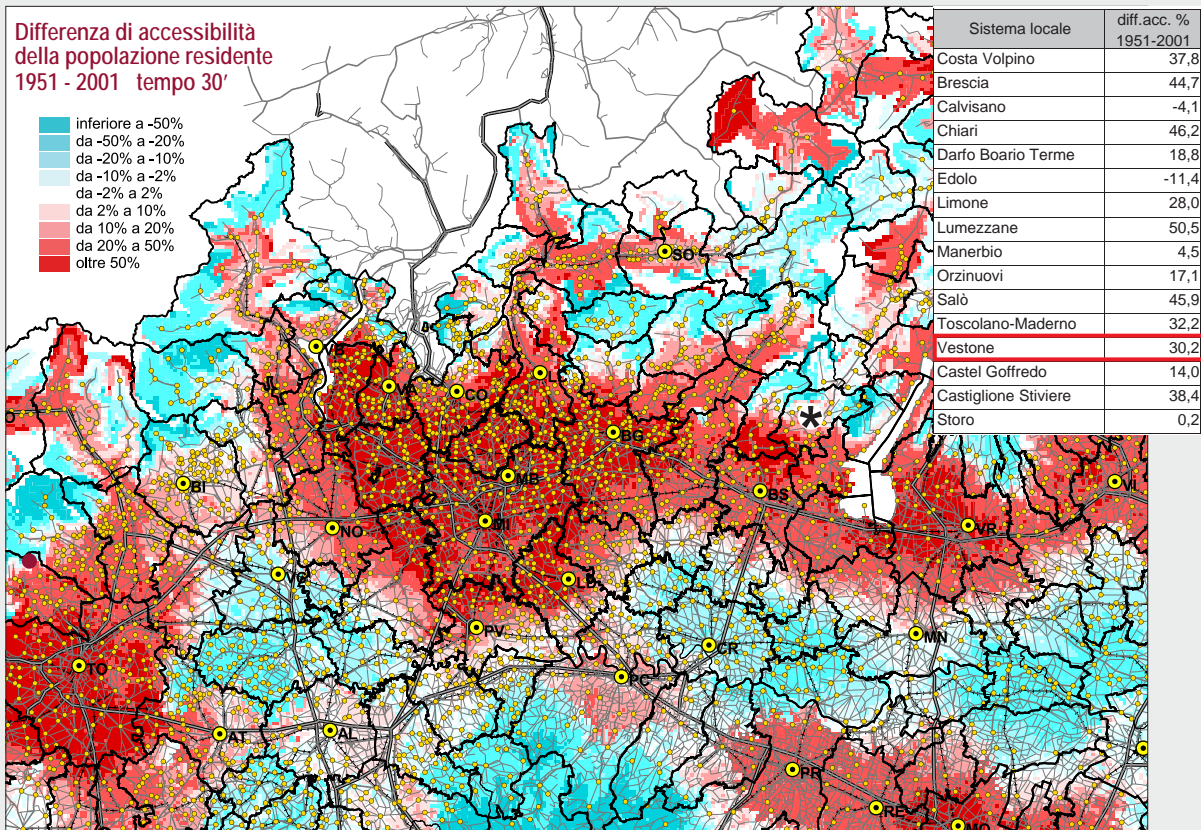 Differenza di accessibilità
della popolazione residente
1951 - 2001 tempo 30'
inferiore a -50%
da -50% a -20%
da -20% a -10%
da -10% a -2%
da -2% a 2%
da 2% a 10%
da 10% a 20%
da 20% a 50%
oltre 50%
Sistema locale diff.acc. %
1951-2001
Costa Volpino 37,8
Brescia 44,7
Calvisano -4,1
Chiari 46,2
Darfo Boario Terme 18,8
Edolo -11,4
Limone 28,0
Lumezzane 50,5
Manerbio 4,5
Orzinuovi 17,1
Salò 45,9
Toscolano-Maderno 32,2
Vestone 30,2
Castel Goffredo 14,0
Castiglione Stiviere 38,4
Storo 0,2
SO
VB
CO
BG
BI
MB
BS
MI
NO
VR
VC
PV
MN
CR
TO
PC
AT
AL
PR
RE
MO